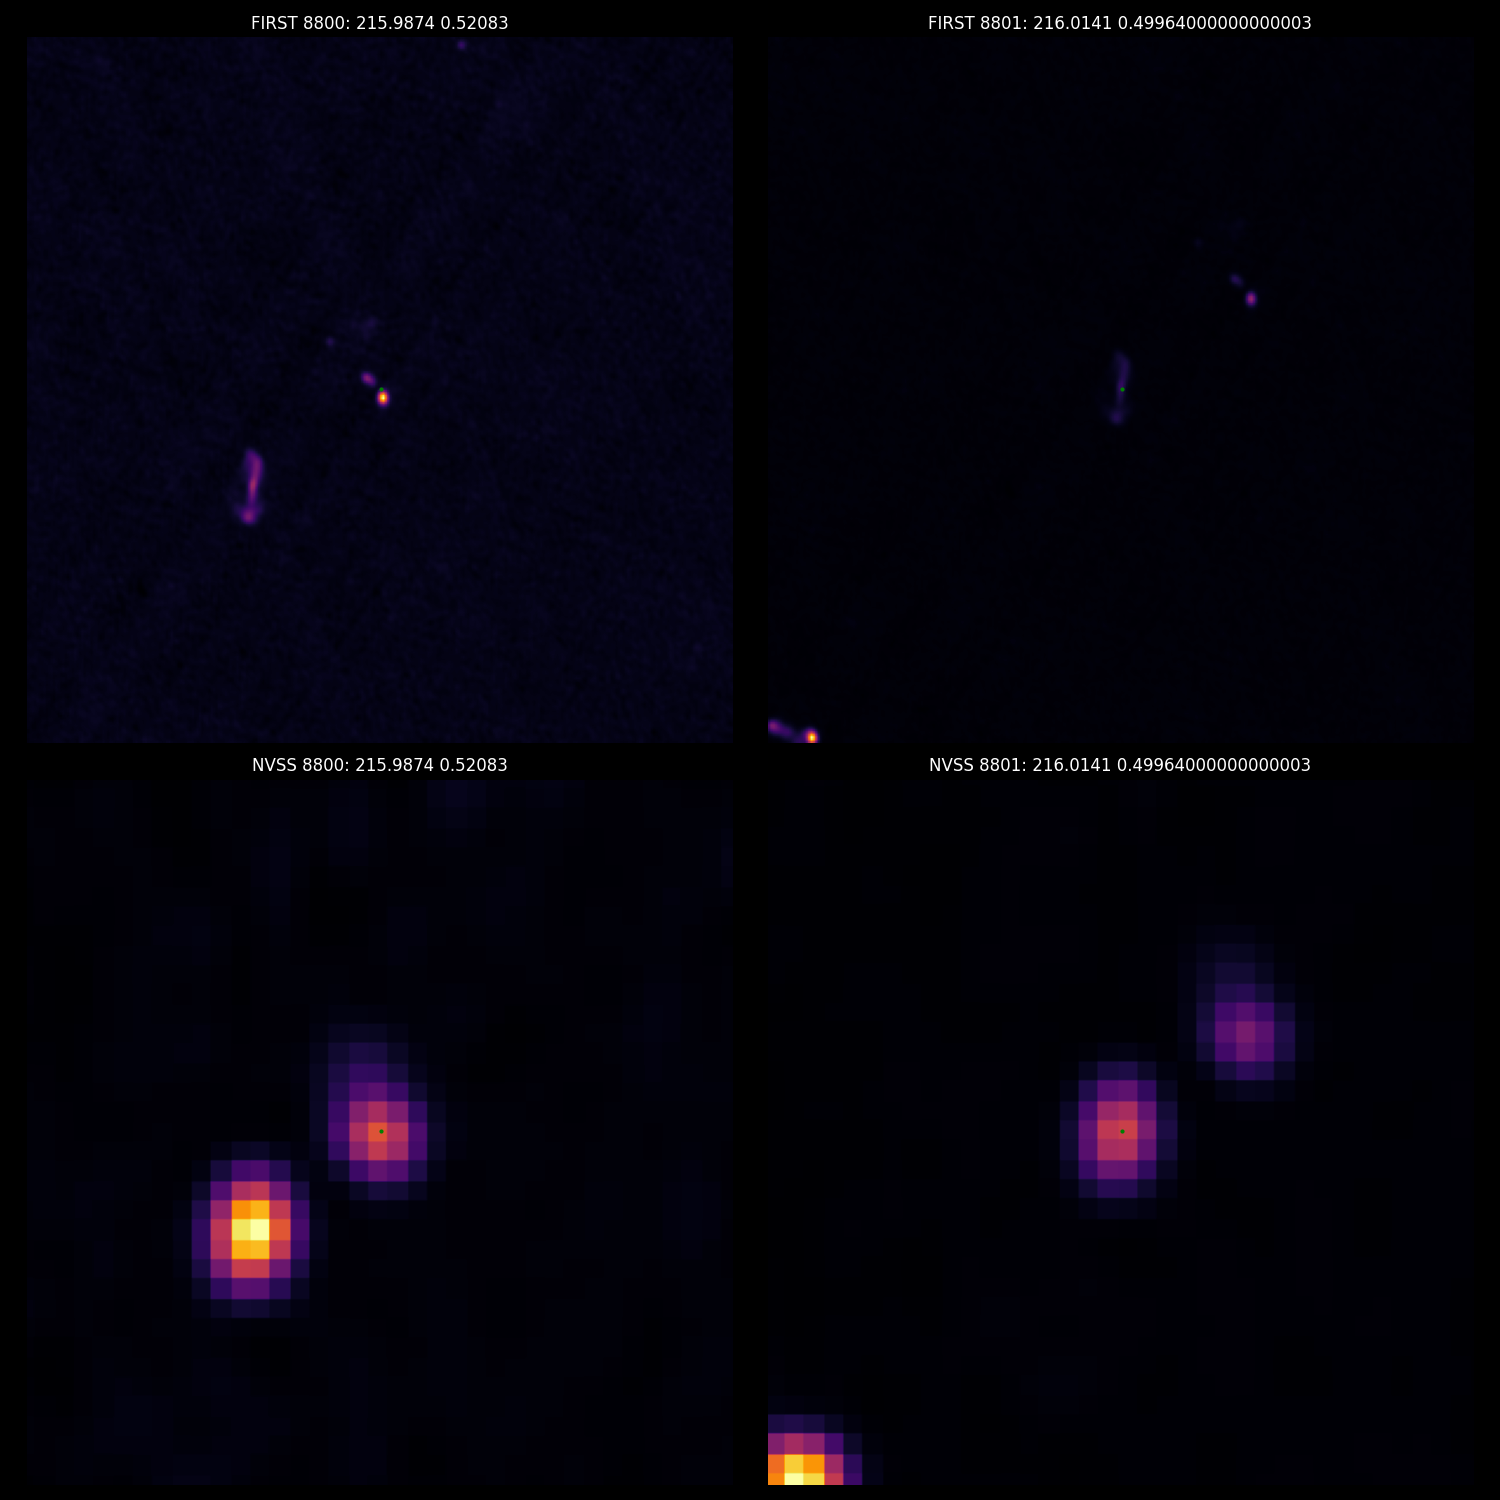 FIRST 8800: 215.9874 0.52083
FIRST 8801: 216.0141 0.49964000000000003
NVSS 8800: 215.9874 0.52083
NVSS 8801: 216.0141 0.49964000000000003